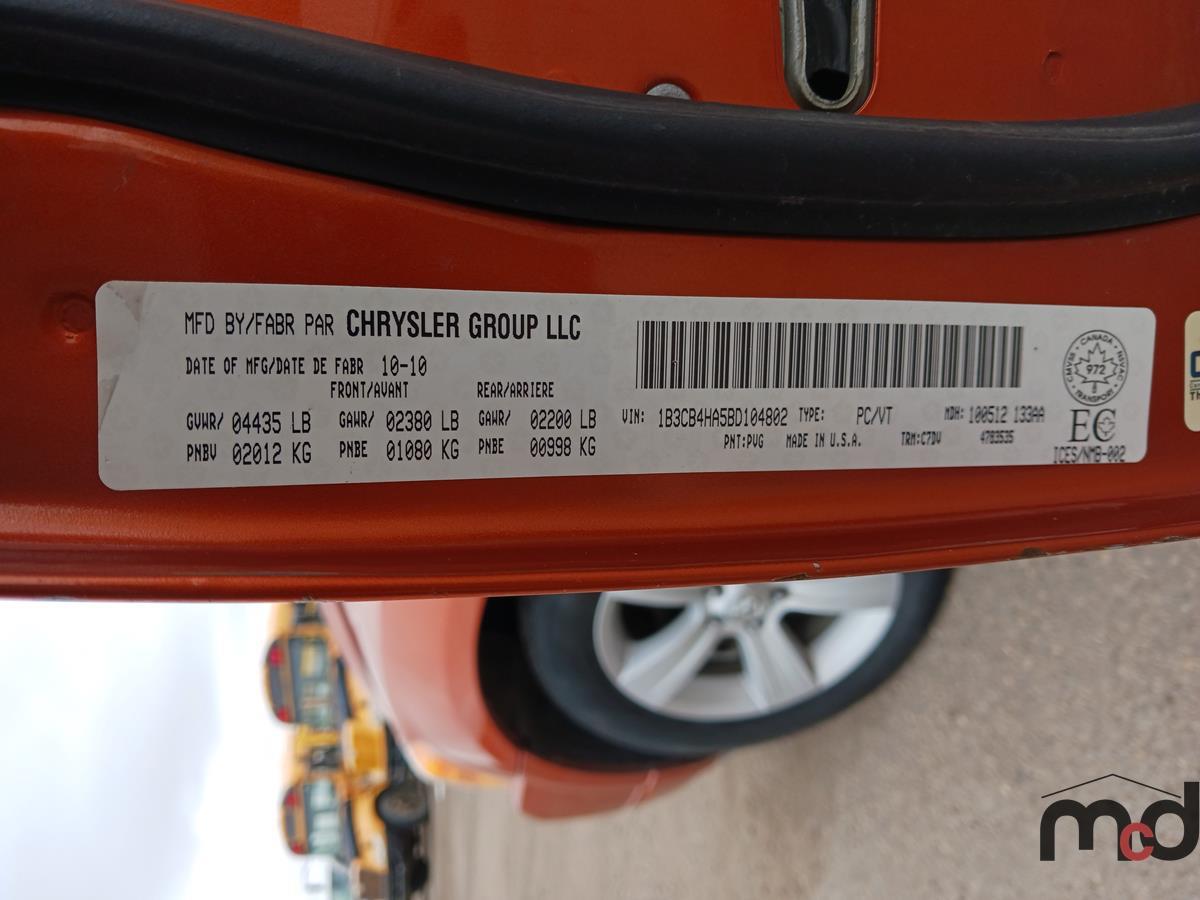 MFD BY/FABR PAR CHRYSLER GROUP LLC
DATE OF MFG/DATE DE FABR 10-10
FRONT/AVANT REAR/ARRIERE
GVWR/ 04435 LB GAWR/ 02380 LB GAWR/ 02200 LB
PNBV 02012 KG PNBE 01080 KG PNBE 00998 KG
VIN: 1B3CB4HA5BD104802 TYPE: PC/VT MDH: 100512 133AA
PNT:PVG MADE IN U.S.A. TRM:C7DV 4783535
CANADA
CMVSS NSVAC
972
TRANSPORT
EC
ICES/NMB-002
mcd